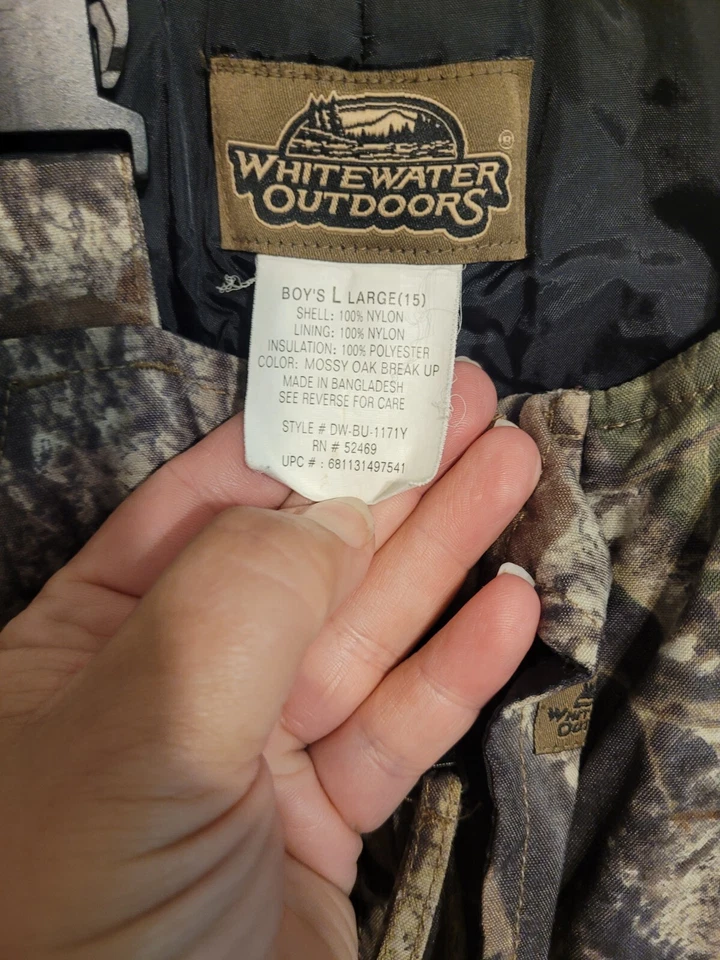 WHITEWATER
OUTDOORS
®
BOY'S L LARGE(15)
SHELL: 100% NYLON
LINING: 100% NYLON
INSULATION: 100% POLYESTER
COLOR: MOSSY OAK BREAK UP
MADE IN BANGLADESH
SEE REVERSE FOR CARE
STYLE # DW-BU-1171Y
RN # 52469
UPC # : 681131497541